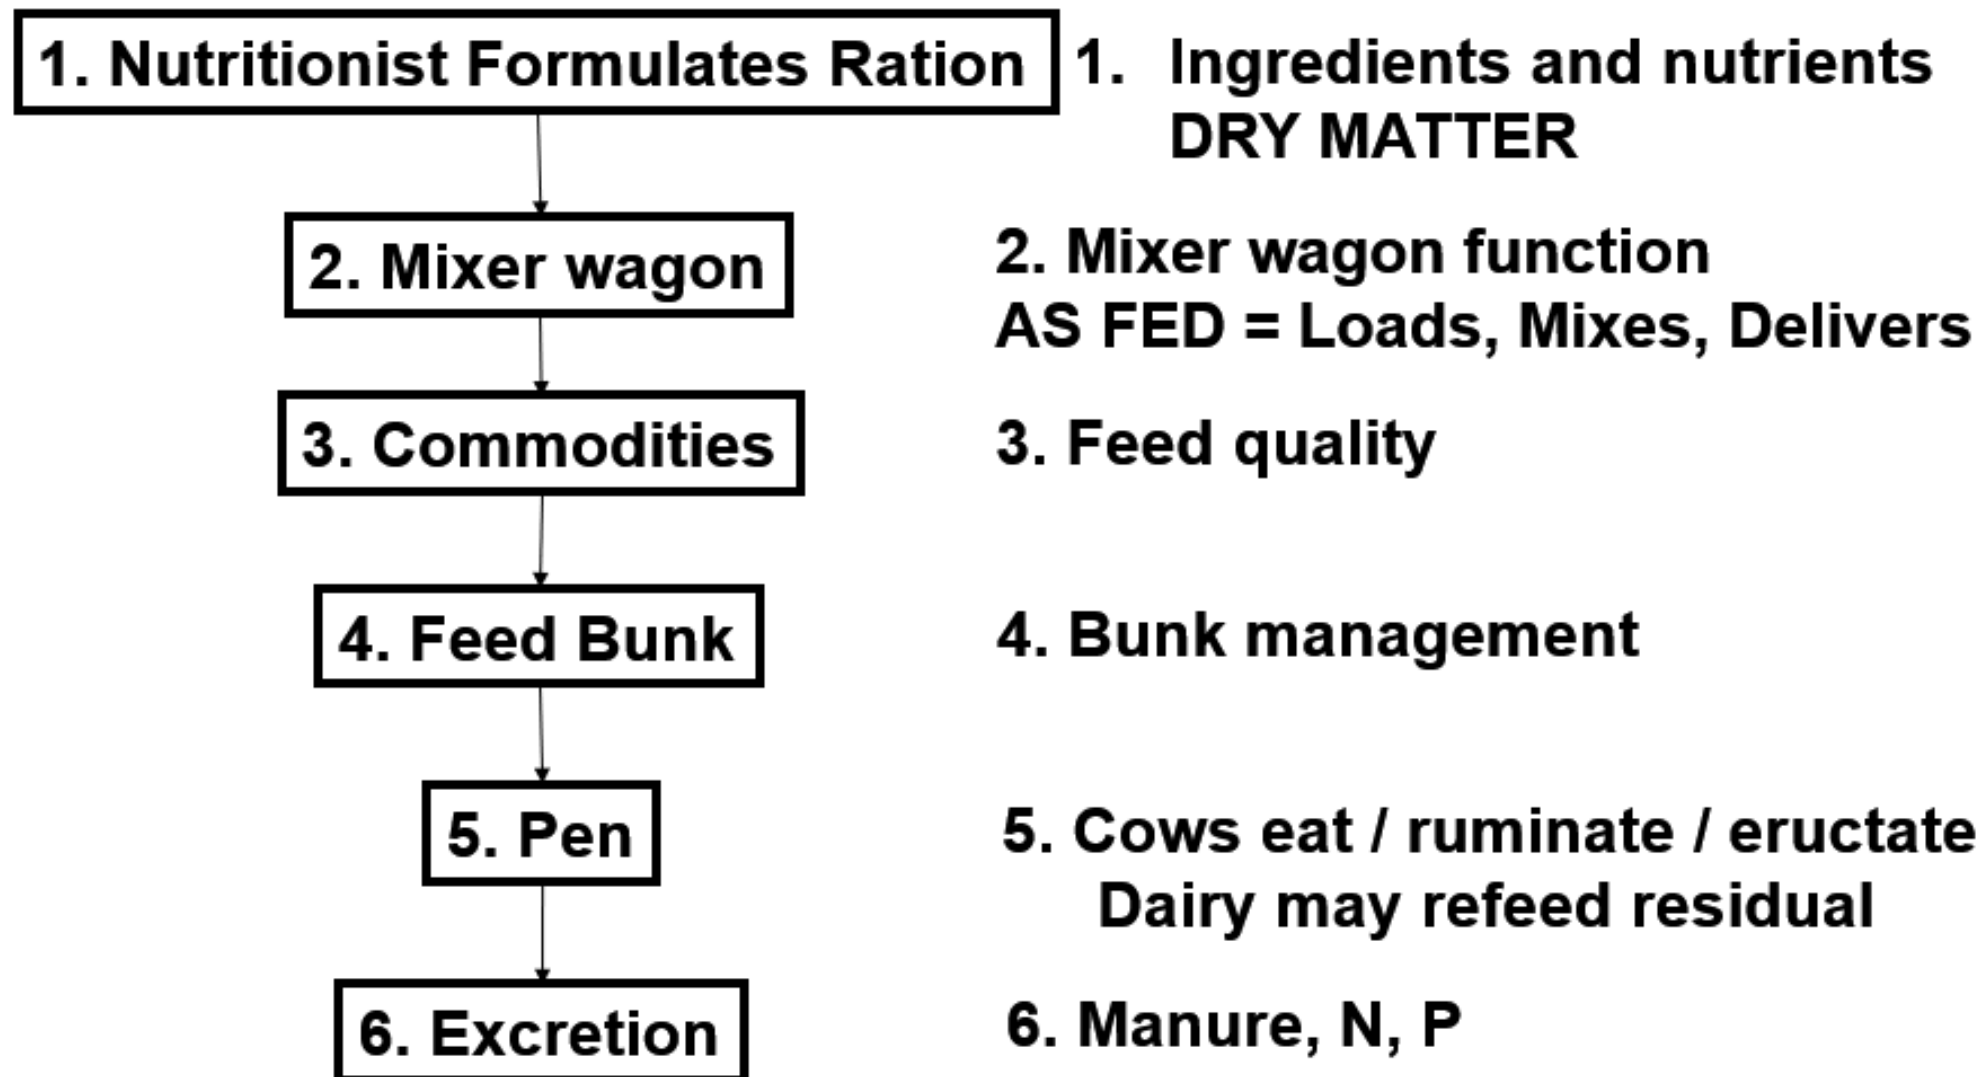 1. Nutritionist Formulates Ration
1. Ingredients and nutrients
DRY MATTER
2. Mixer wagon
2. Mixer wagon function
AS FED = Loads, Mixes, Delivers
3. Commodities
3. Feed quality
4. Feed Bunk
4. Bunk management
5. Pen
5. Cows eat / ruminate / eructate
Dairy may refeed residual
6. Excretion
6. Manure, N, P